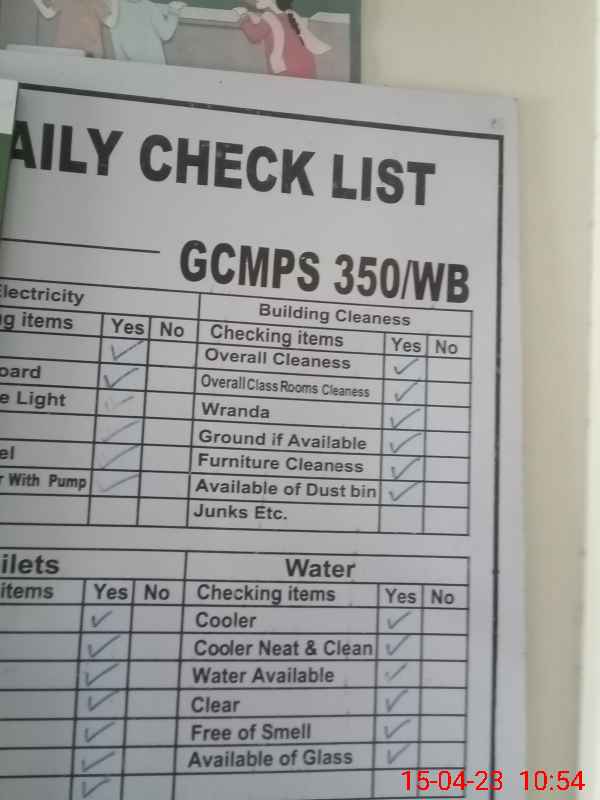 AILY CHECK LIST
GCMPS 350/WB
Electricity
Building Cleaness
ng items Yes No
Checking items Yes No
Overall Cleaness
oard
Overall Class Rooms Cleaness
e Light
Wranda
Ground if Available
el
Furniture Cleaness
r With Pump
Available of Dust bin
Junks Etc.
ilets
Water
items Yes No
Checking items Yes No
Cooler
Cooler Neat & Clean
Water Available
Clear
Free of Smell
Available of Glass
15-04-23 10:54